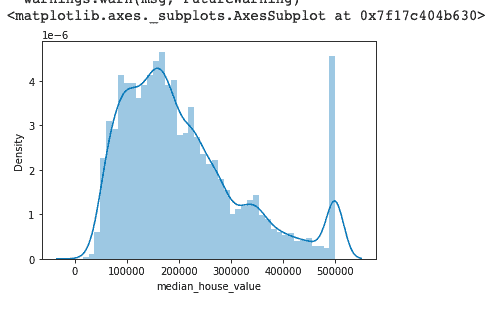 warnings.warn(msg, FutureWarning)
<matplotlib.axes._subplots.AxesSubplot at 0x7f17c404b630>
1e−6
4
3
2
1
0
Density
0 100000 200000 300000 400000 500000
median_house_value